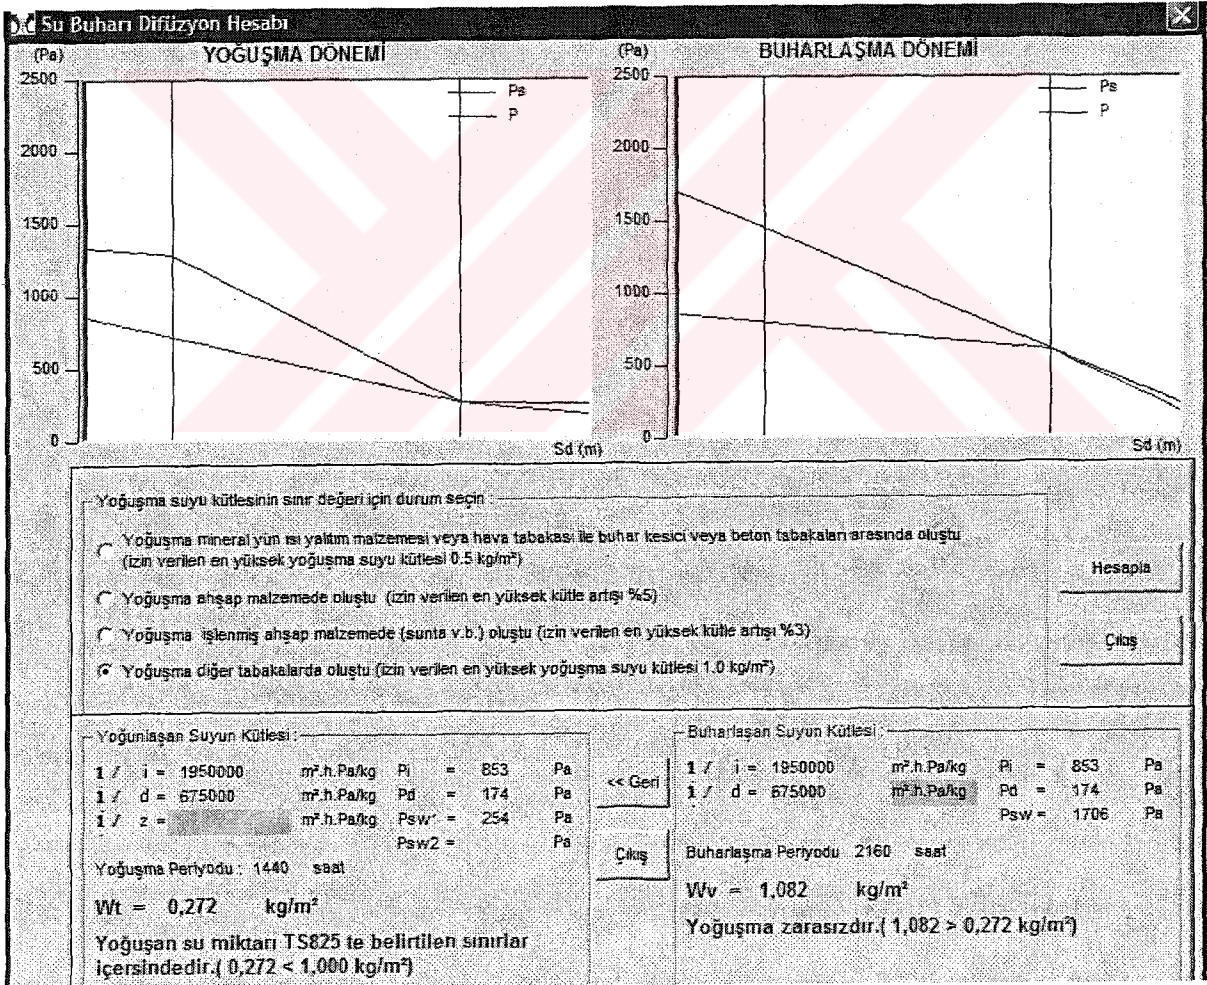 Su Buharı Difüzyon Hesabı
(Pa) YOĞUŞMA DÖNEMİ
2500
2000
1500
1000
500
0
Ps
P
Sd (m)
(Pa) BUHARLAŞMA DÖNEMİ
2500
2000
1500
1000
500
0
Ps
P
Sd (m)
Yoğuşma suyu kütlesinin sınır değeri için durum seçin :
Yoğuşma mineral yün ısı yalıtım malzemesi veya hava tabakası ile buhar kesici veya beton tabakaları arasında oluştu
(izin verilen en yüksek yoğuşma suyu kütlesi 0.5 kg/m²)
Yoğuşma ahşap malzemede oluştu (izin verilen en yüksek kütle artışı %5)
Yoğuşma işlenmiş ahşap malzemede (sunta v.b.) oluştu (izin verilen en yüksek kütle artışı %3)
Yoğuşma diğer tabakalarda oluştu (izin verilen en yüksek yoğuşma suyu kütlesi 1.0 kg/m²)
Hesapla
Çıkış
Yoğunlaşan Suyun Kütlesi :
1 / i = 1950000 m².h.Pa/kg Pi = 853 Pa
1 / d = 675000 m².h.Pa/kg Pd = 174 Pa
1 / z = m².h.Pa/kg Psw1 = 254 Pa
Psw2 = Pa
Yoğuşma Periyodu : 1440 saat
Wt = 0,272 kg/m²
Yoğuşan su miktarı TS825 te belirtilen sınırlar
içersindedir.( 0,272 < 1,000 kg/m²)
<< Geri
Çıkış
Buharlaşan Suyun Kütlesi :
1 / i = 1950000 m².h.Pa/kg Pi = 853 Pa
1 / d = 675000 m².h.Pa/kg Pd = 174 Pa
Psw = 1706 Pa
Buharlaşma Periyodu 2160 saat
Wv = 1,082 kg/m²
Yoğuşma zarasızdır.( 1,082 > 0,272 kg/m²)